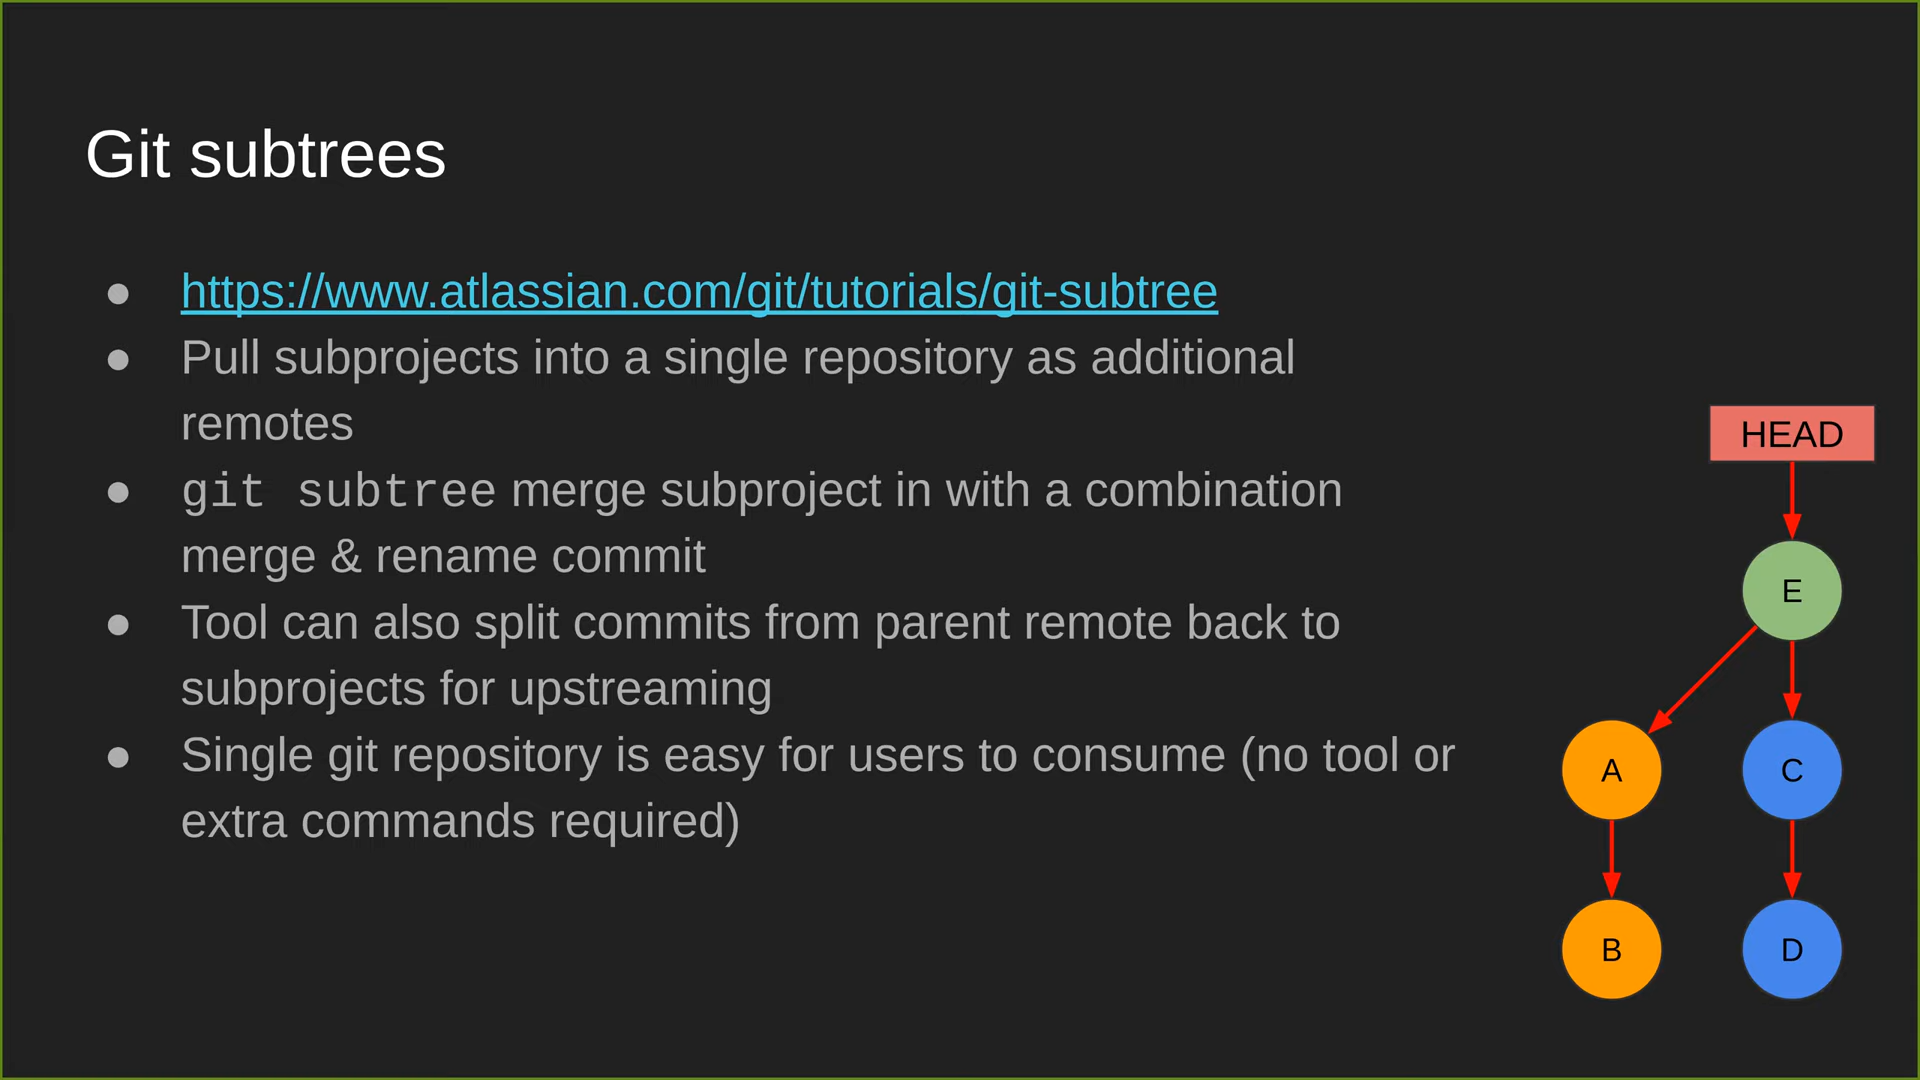 Git subtrees
https://www.atlassian.com/git/tutorials/git-subtree
Pull subprojects into a single repository as additional
remotes
git subtree merge subproject in with a combination
merge & rename commit
Tool can also split commits from parent remote back to
subprojects for upstreaming
Single git repository is easy for users to consume (no tool or
extra commands required)
HEAD
E
A
C
B
D